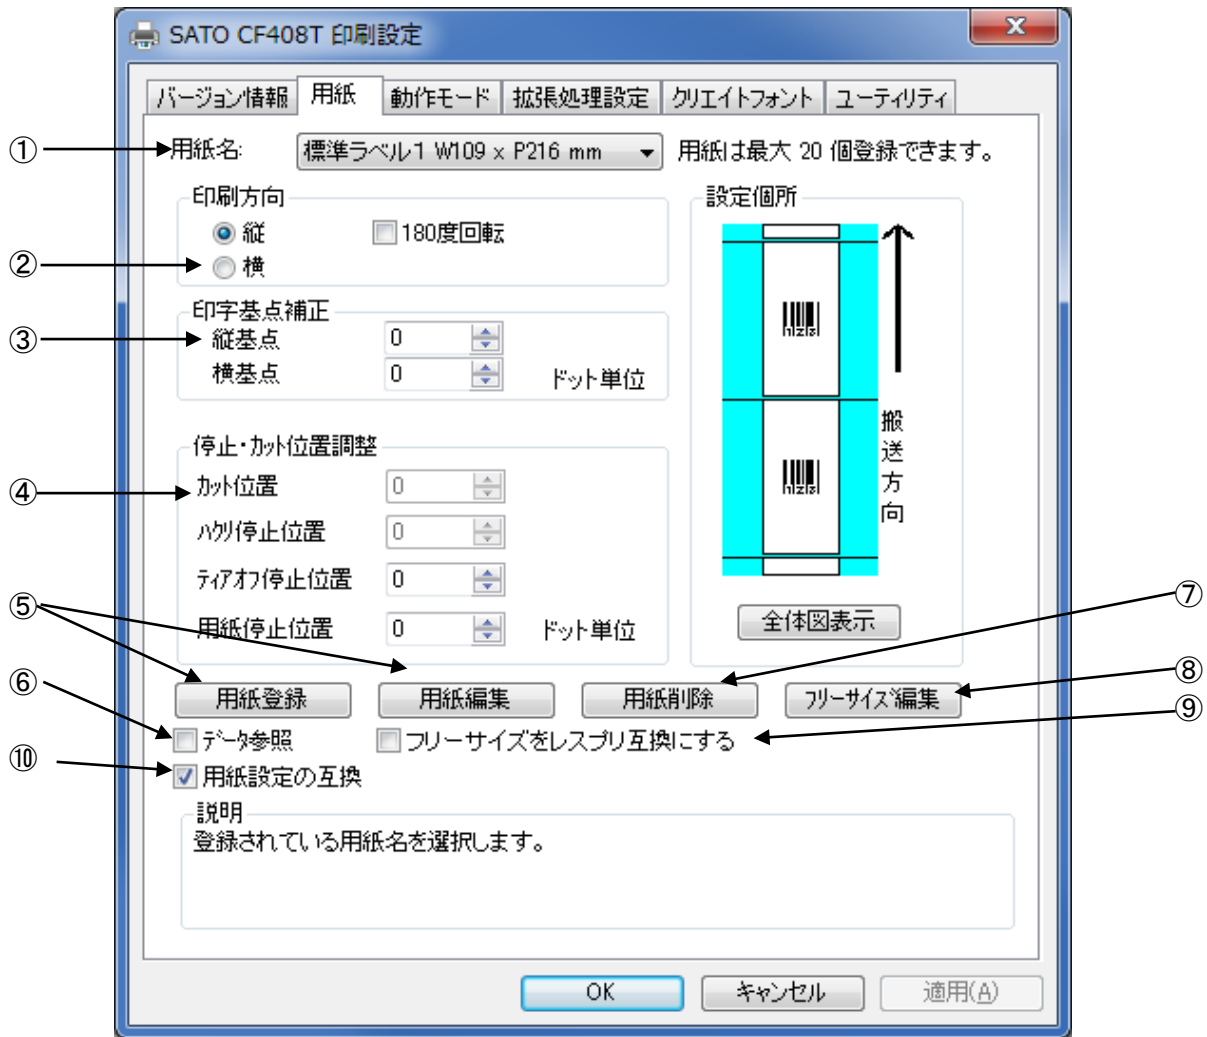 SATO CF408T 印刷設定
バージョン情報 用紙 動作モード 拡張処理設定 クリエイトフォント ユーティリティ
① 用紙名: 標準ラベル1 W109 x P216 mm 用紙は最大 20 個登録できます。
印刷方向
縦 180度回転
② 横
印字基点補正
③ 縦基点 0
横基点 0 ドット単位
停止・カット位置調整
④ カット位置 0
ハクリ停止位置 0
ティアオフ停止位置 0
⑤ 用紙停止位置 0 ドット単位
設定個所
123
123
搬送方向
全体図表示
⑦
用紙登録 用紙編集 用紙削除 フリーサイズ編集 ⑧
⑥ データ参照 フリーサイズをレスプリ互換にする ⑨
⑩ 用紙設定の互換
説明
登録されている用紙名を選択します。
OK キャンセル 適用(A)